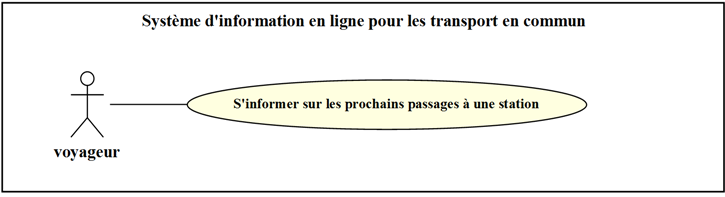 Système d'information en ligne pour les transport en commun
S'informer sur les prochains passages à une station
voyageur